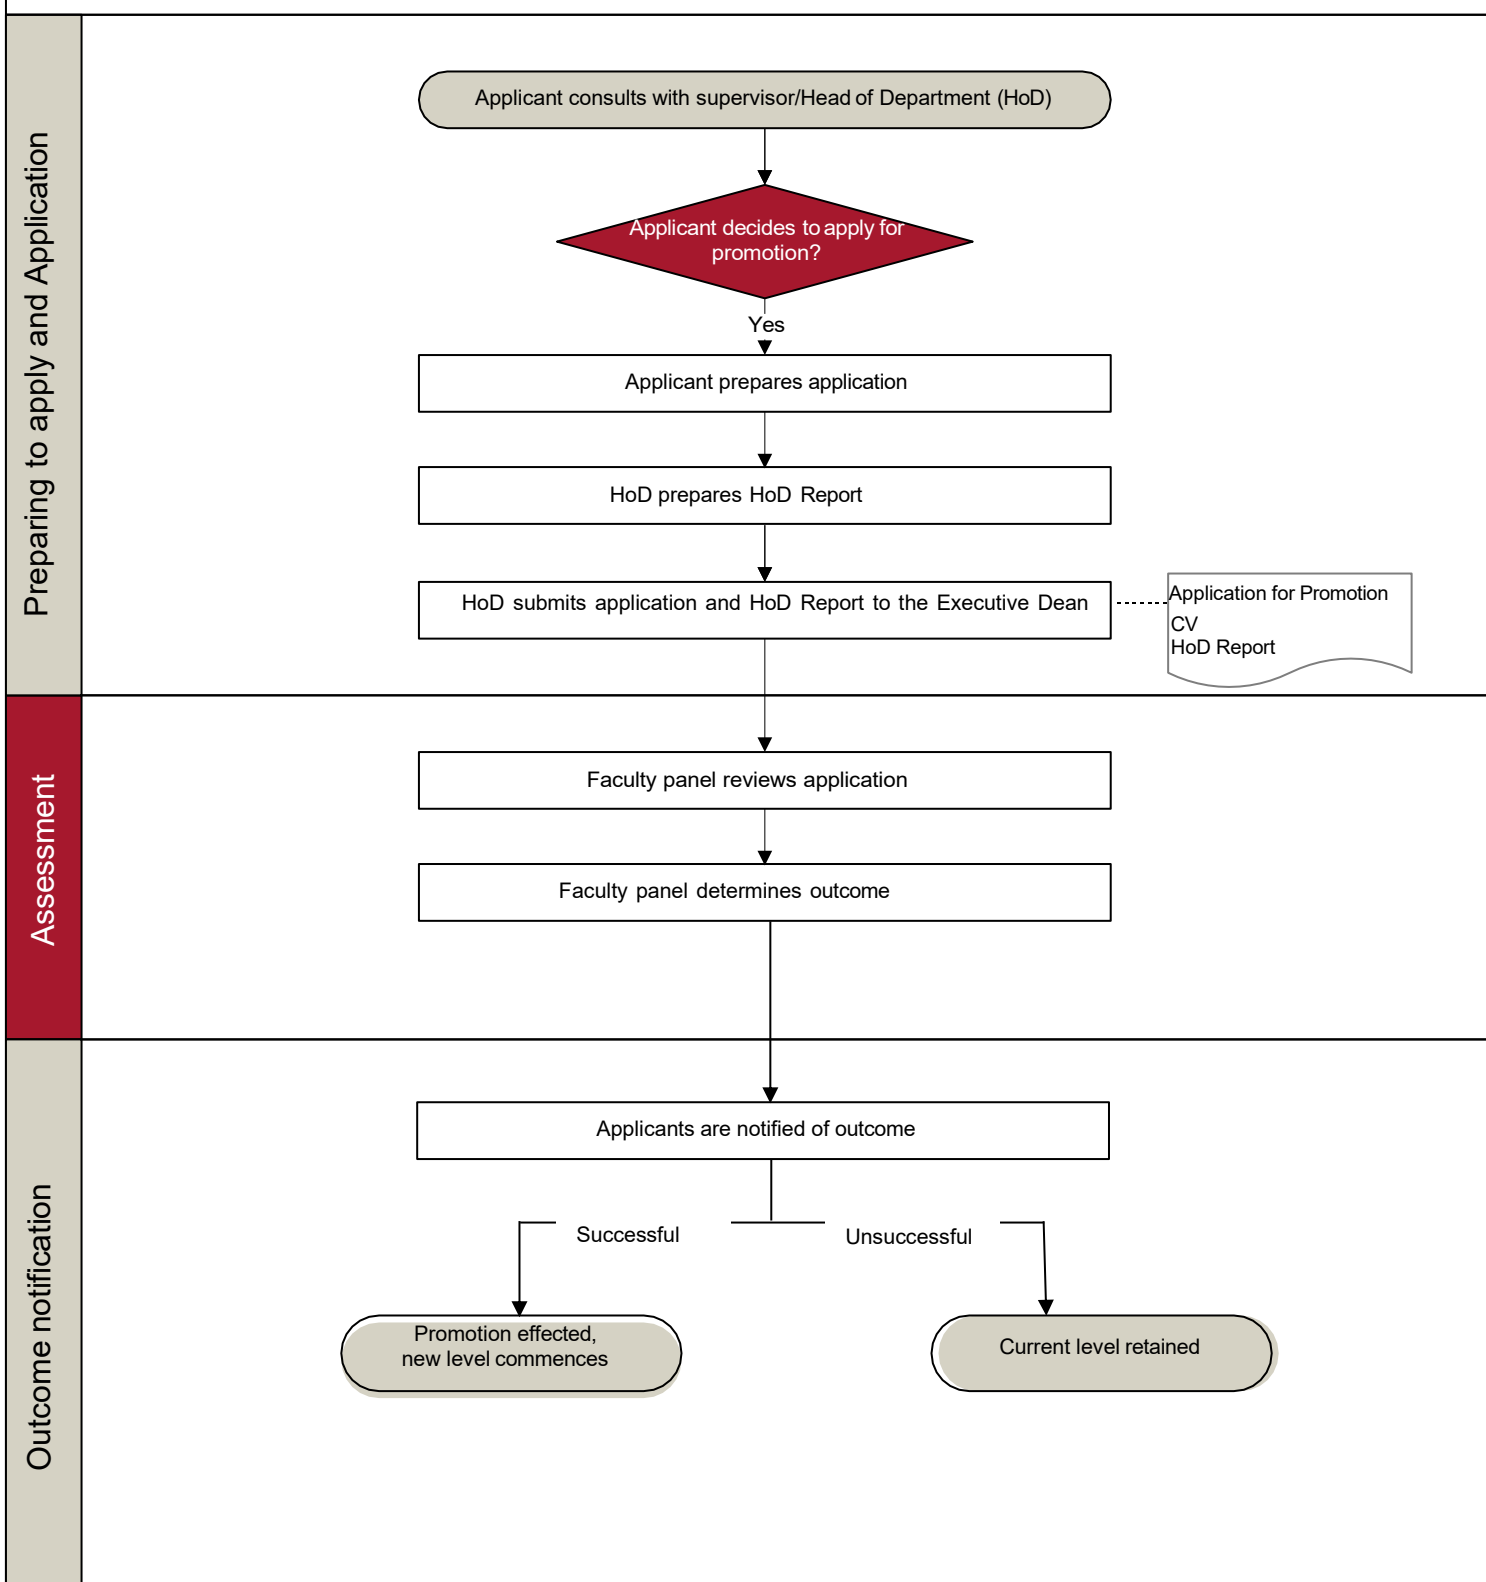 Preparing to apply and Application
Applicant consults with supervisor/Head of Department (HoD)
Applicant decides to apply for
promotion?
Yes
Applicant prepares application
HoD prepares HoD Report
HoD submits application and HoD Report to the Executive Dean
Application for Promotion
CV
HoD Report
Assessment
Faculty panel reviews application
Faculty panel determines outcome
Outcome notification
Applicants are notified of outcome
Successful
Unsuccessful
Promotion effected,
new level commences
Current level retained